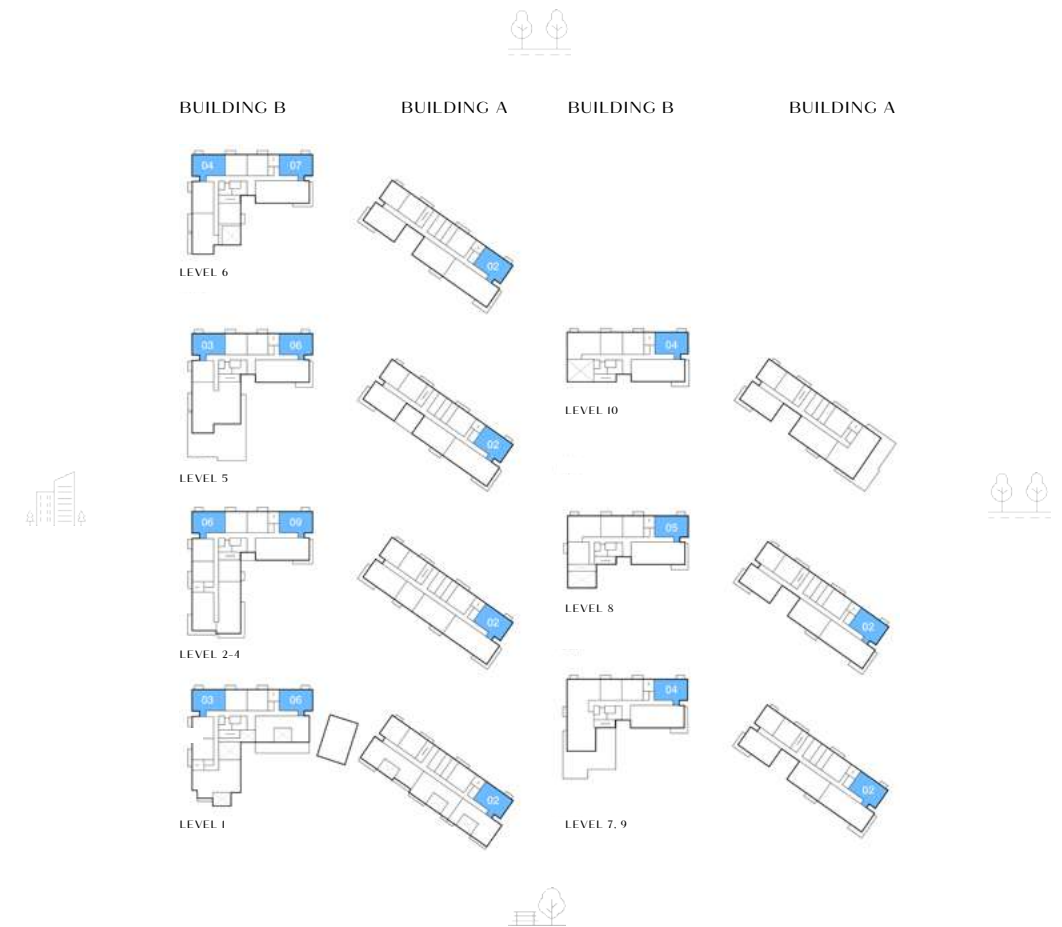 BUILDING B BUILDING A BUILDING B BUILDING A
04 07
02
LEVEL 6
03 06
02
LEVEL 5
04
LEVEL 10
06 09
02
LEVEL 2-4
05
02
LEVEL 8
03 06
02
LEVEL 1
04
02
LEVEL 7, 9